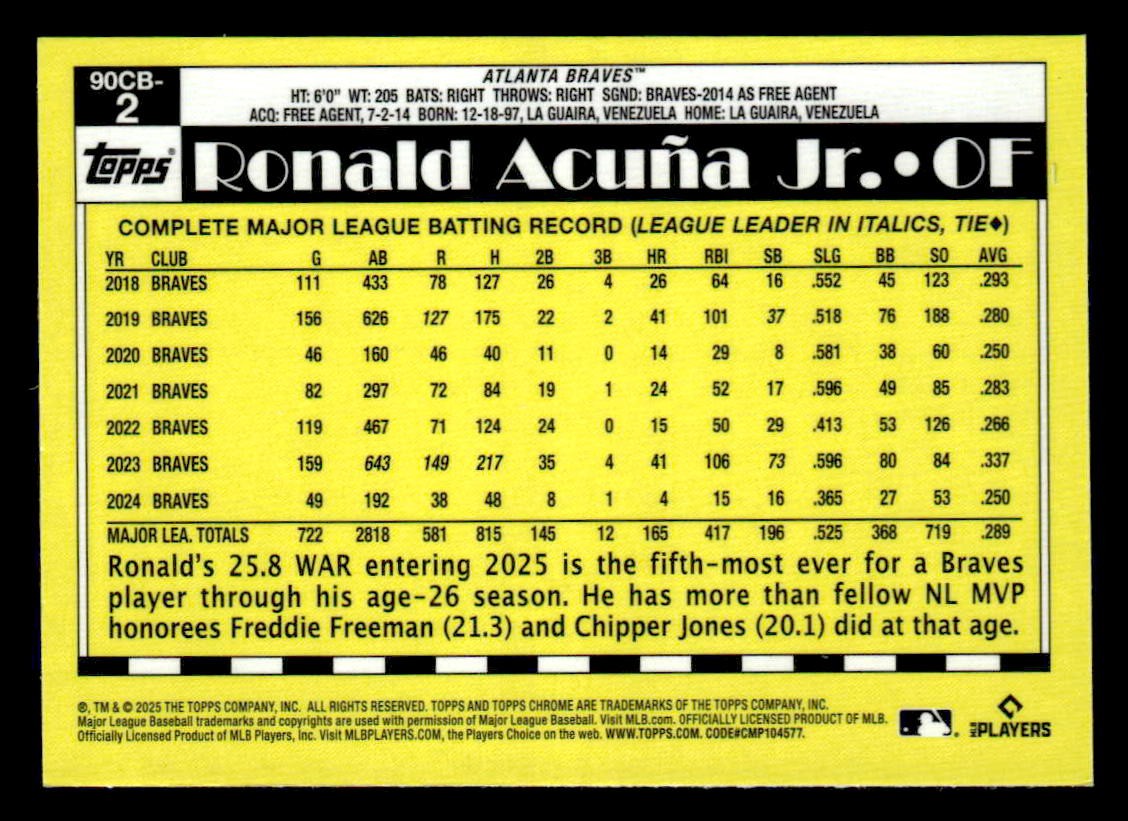 90CB-
2
ATLANTA BRAVES™
HT: 6'0" WT: 205 BATS: RIGHT THROWS: RIGHT SGND: BRAVES-2014 AS FREE AGENT
ACQ: FREE AGENT, 7-2-14 BORN: 12-18-97, LA GUAIRA, VENEZUELA HOME: LA GUAIRA, VENEZUELA
TOPPS® Ronald Acuña Jr. • OF
COMPLETE MAJOR LEAGUE BATTING RECORD (LEAGUE LEADER IN ITALICS, TIE♦)
YR CLUB G AB R H 2B 3B HR RBI SB SLG BB SO AVG
2018 BRAVES 111 433 78 127 26 4 26 64 16 .552 45 123 .293
2019 BRAVES 156 626 127 175 22 2 41 101 37 .518 76 188 .280
2020 BRAVES 46 160 46 40 11 0 14 29 8 .581 38 60 .250
2021 BRAVES 82 297 72 84 19 1 24 52 17 .596 49 85 .283
2022 BRAVES 119 467 71 124 24 0 15 50 29 .413 53 126 .266
2023 BRAVES 159 643 149 217 35 4 41 106 73 .596 80 84 .337
2024 BRAVES 49 192 38 48 8 1 4 15 16 .365 27 53 .250
MAJOR LEA. TOTALS 722 2818 581 815 145 12 165 417 196 .525 368 719 .289
Ronald's 25.8 WAR entering 2025 is the fifth-most ever for a Braves
player through his age-26 season. He has more than fellow NL MVP
honorees Freddie Freeman (21.3) and Chipper Jones (20.1) did at that age.
®, TM & © 2025 THE TOPPS COMPANY, INC. ALL RIGHTS RESERVED. TOPPS AND TOPPS CHROME ARE TRADEMARKS OF THE TOPPS COMPANY, INC.
Major League Baseball trademarks and copyrights are used with permission of Major League Baseball. Visit MLB.com. OFFICIALLY LICENSED PRODUCT OF MLB.
Officially Licensed Product of MLB Players, Inc. Visit MLBPLAYERS.COM, the Players Choice on the web. WWW.TOPPS.COM. CODE#CMP104577.
MLB PLAYERS